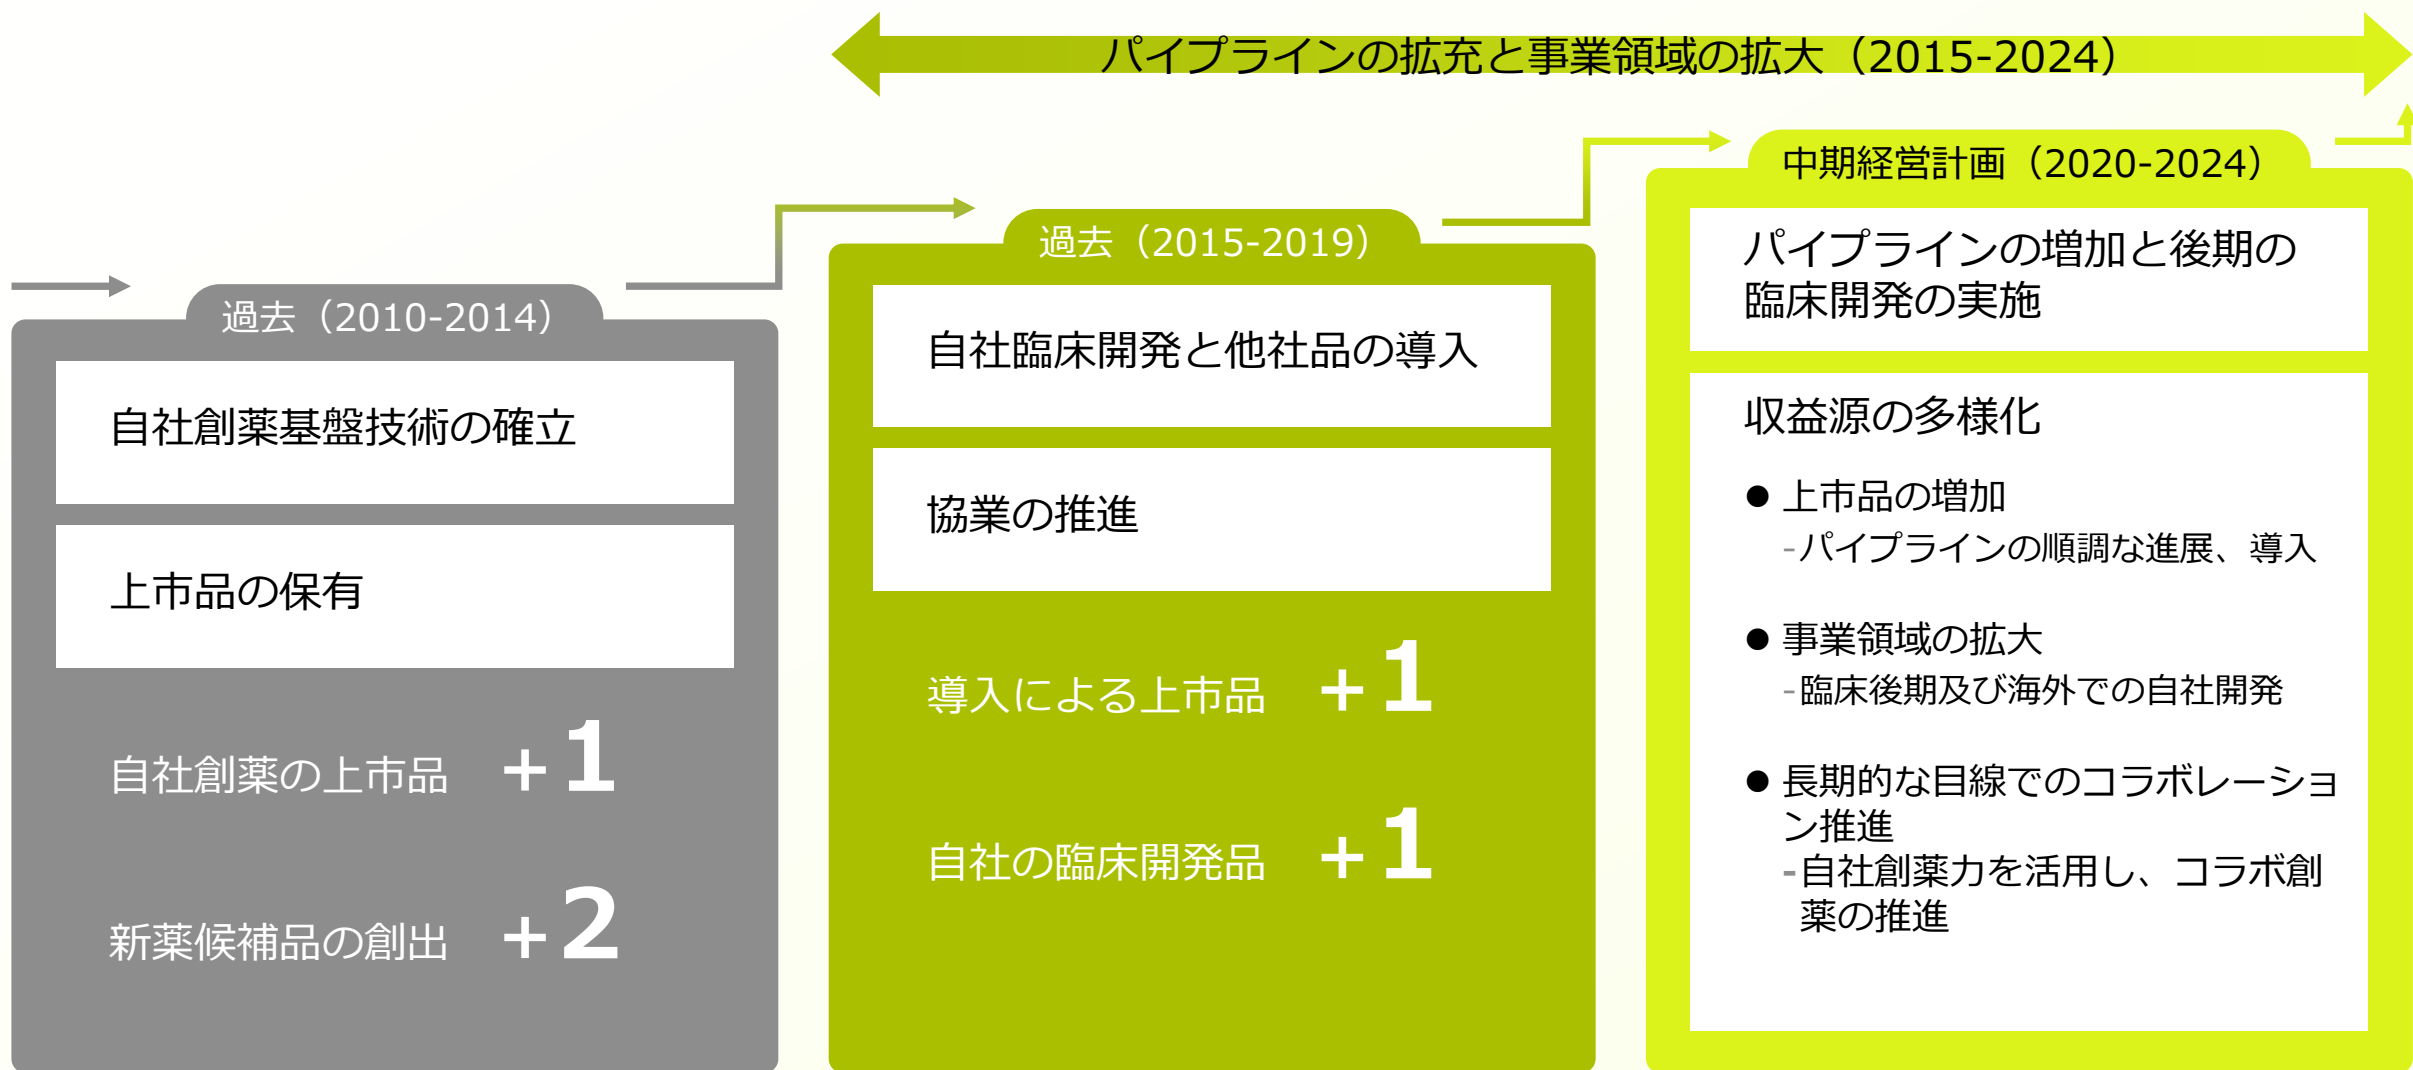 パイプラインの拡充と事業領域の拡大（2015-2024）
過去（2010-2014）
自社創薬基盤技術の確立
上市品の保有
自社創薬の上市品 +1
新薬候補品の創出 +2
過去（2015-2019）
自社臨床開発と他社品の導入
協業の推進
導入による上市品 +1
自社の臨床開発品 +1
中期経営計画（2020-2024）
パイプラインの増加と後期の
臨床開発の実施
収益源の多様化
● 上市品の増加
-パイプラインの順調な進展、導入
● 事業領域の拡大
-臨床後期及び海外での自社開発
● 長期的な目線でのコラボレーショ
ン推進
-自社創薬力を活用し、コラボ創
薬の推進